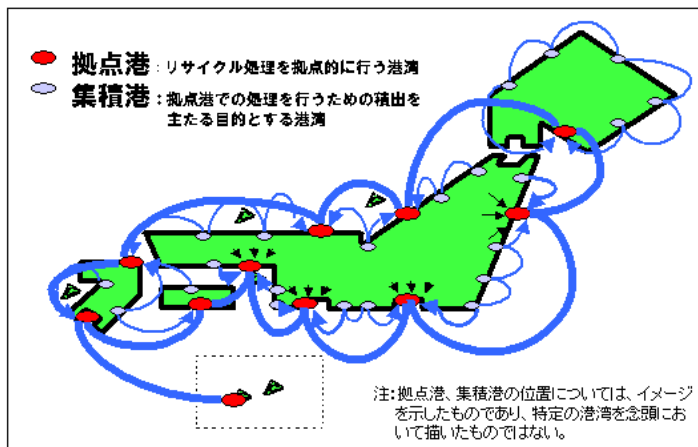 拠点港：リサイクル処理を拠点的に行う港湾
集積港：拠点港での処理を行うための積出を
主たる目的とする港湾
注：拠点港、集積港の位置については、イメージ
を示したものであり、特定の港湾を念頭にお
いて描いたものではない。